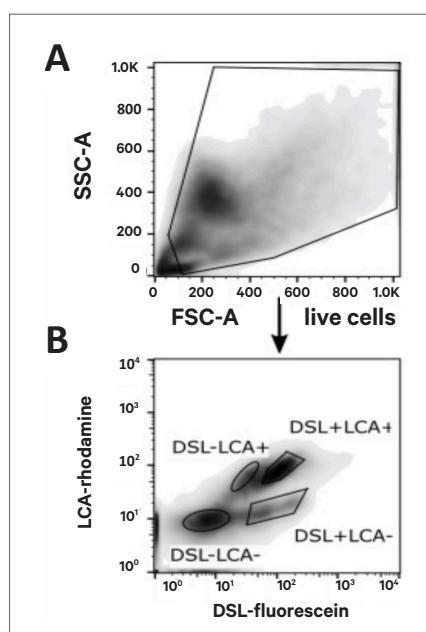 A
1.0K
800
600
400
200
0
SSC-A
0 200 400 600 800 1.0K
FSC-A live cells
B
10⁴
10³
10²
10¹
10⁰
LCA-rhodamine
DSL+LCA+
DSL-LCA+
DSL+LCA-
DSL-LCA-
10⁰ 10¹ 10² 10³ 10⁴
DSL-fluorescein